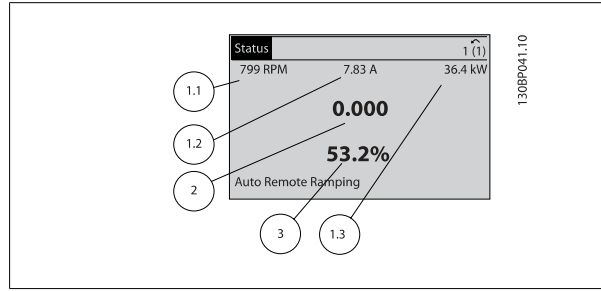 Status
1 (1)
799 RPM 7.83 A 36.4 kW
0.000
53.2%
Auto Remote Ramping
1.1
1.2
2
3
1.3
130BP041.10